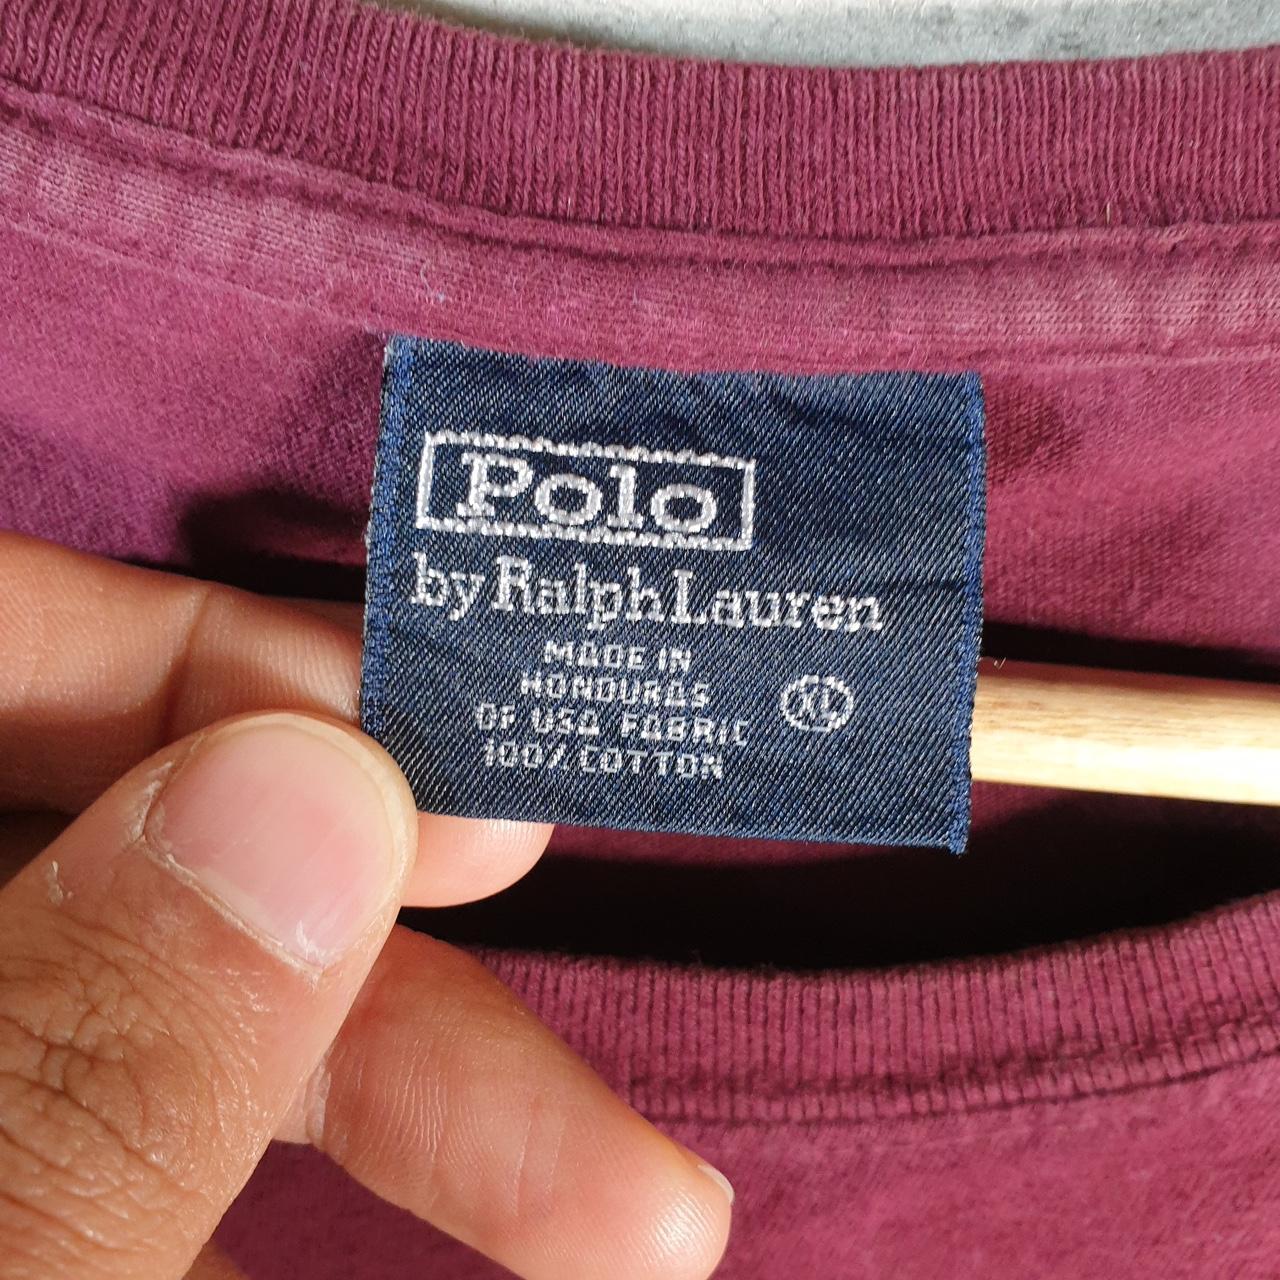 Polo
by Ralph Lauren
MADE IN
HONDURAS
OF USA FABRIC
100% COTTON
XL